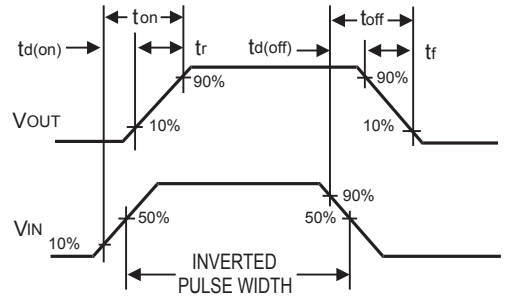 ton
toff
td(on)
tr
td(off)
tf
90%
90%
VOUT
10%
10%
90%
50%
50%
VIN
10%
INVERTED
PULSE WIDTH